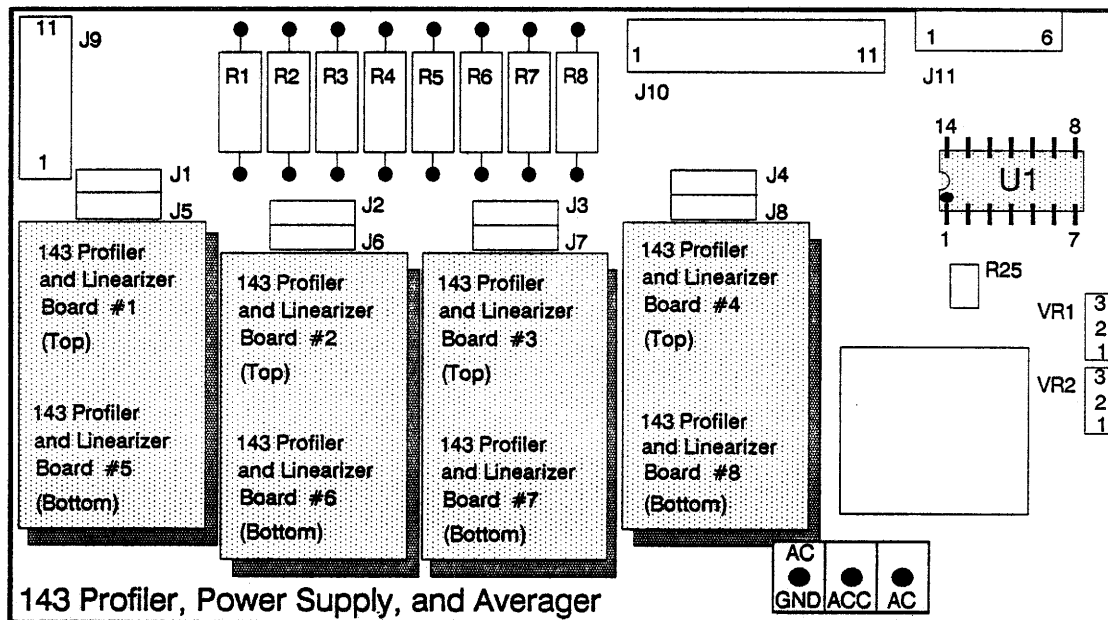 11
J9
1
R1 R2 R3 R4 R5 R6 R7 R8
1 11
J10
1 6
J11
14 8
U1
1 7
J1
J5
J2
J6
J3
J7
J4
J8
143 Profiler
and Linearizer
Board #1
(Top)
143 Profiler
and Linearizer
Board #5
(Bottom)
143 Profiler
and Linearizer
Board #2
(Top)
143 Profiler
and Linearizer
Board #6
(Bottom)
143 Profiler
and Linearizer
Board #3
(Top)
143 Profiler
and Linearizer
Board #7
(Bottom)
143 Profiler
and Linearizer
Board #4
(Top)
143 Profiler
and Linearizer
Board #8
(Bottom)
R25
VR1
3
2
1
VR2
3
2
1
AC
GND ACC AC
143 Profiler, Power Supply, and Averager